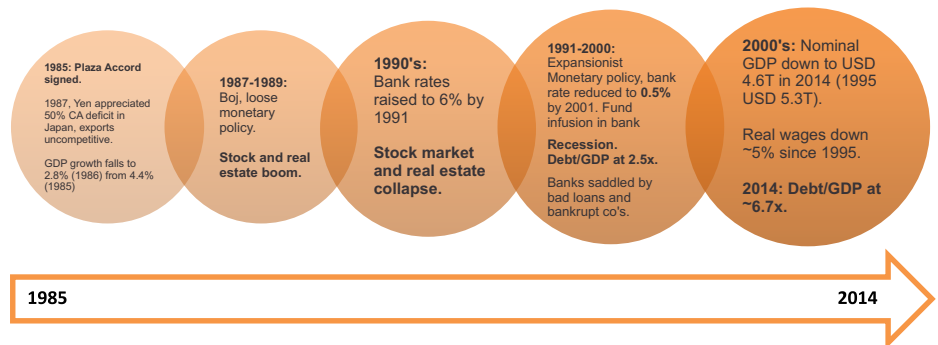 1985: Plaza Accord
signed.
1987, Yen appreciated
50% CA deficit in
Japan, exports
uncompetitive.
GDP growth falls to
2.8% (1986) from 4.4%
(1985)
1987-1989:
Boj, loose
monetary
policy.
Stock and real
estate boom.
1990's:
Bank rates
raised to 6% by
1991
Stock market
and real estate
collapse.
1991-2000:
Expansionist
Monetary policy, bank
rate reduced to 0.5%
by 2001. Fund
infusion in bank
Recession.
Debt/GDP at 2.5x.
Banks saddled by
bad loans and
bankrupt co's.
2000's: Nominal
GDP down to USD
4.6T in 2014 (1995
USD 5.3T).
Real wages down
~5% since 1995.
2014: Debt/GDP at
~6.7x.
1985
2014